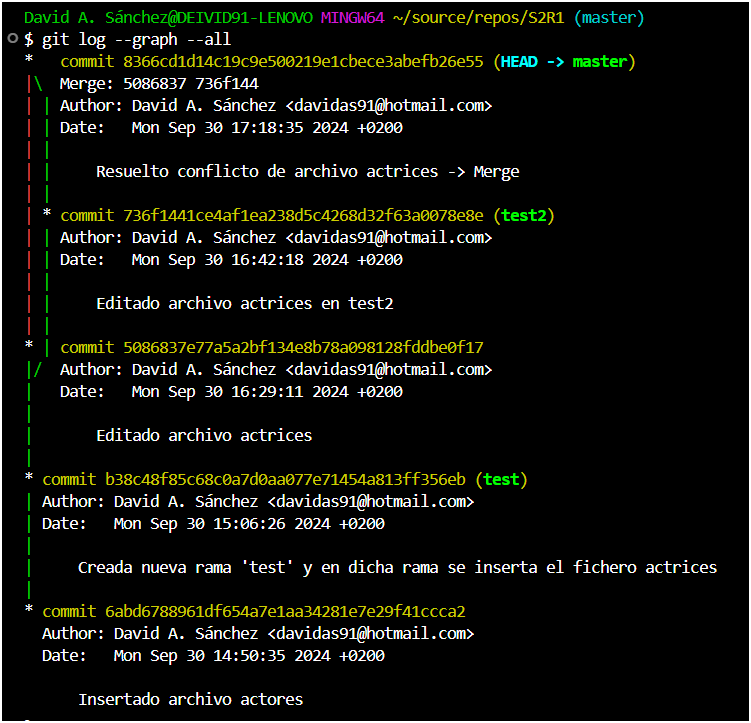 David A. Sánchez@DEIVID91-LENOVO MINGW64 ~/source/repos/S2R1 (master)
$ git log --graph --all
*   commit 8366cd1d14c19c9e500219e1cbece3abefb26e55 (HEAD -> master)
|\  Merge: 5086837 736f144
| | Author: David A. Sánchez <davidas91@hotmail.com>
| | Date:   Mon Sep 30 17:18:35 2024 +0200
| |
| |     Resuelto conflicto de archivo actrices -> Merge
| |
| * commit 736f1441ce4af1ea238d5c4268d32f63a0078e8e (test2)
| | Author: David A. Sánchez <davidas91@hotmail.com>
| | Date:   Mon Sep 30 16:42:18 2024 +0200
| |
| |     Editado archivo actrices en test2
| |
* | commit 5086837e77a5a2bf134e8b78a098128fddbe0f17
|/  Author: David A. Sánchez <davidas91@hotmail.com>
|   Date:   Mon Sep 30 16:29:11 2024 +0200
|
|       Editado archivo actrices
|
* commit b38c48f85c68c0a7d0aa077e71454a813ff356eb (test)
| Author: David A. Sánchez <davidas91@hotmail.com>
| Date:   Mon Sep 30 15:06:26 2024 +0200
|
|     Creada nueva rama 'test' y en dicha rama se inserta el fichero actrices
|
* commit 6abd6788961df654a7e1aa34281e7e29f41ccca2
  Author: David A. Sánchez <davidas91@hotmail.com>
  Date:   Mon Sep 30 14:50:35 2024 +0200

      Insertado archivo actores